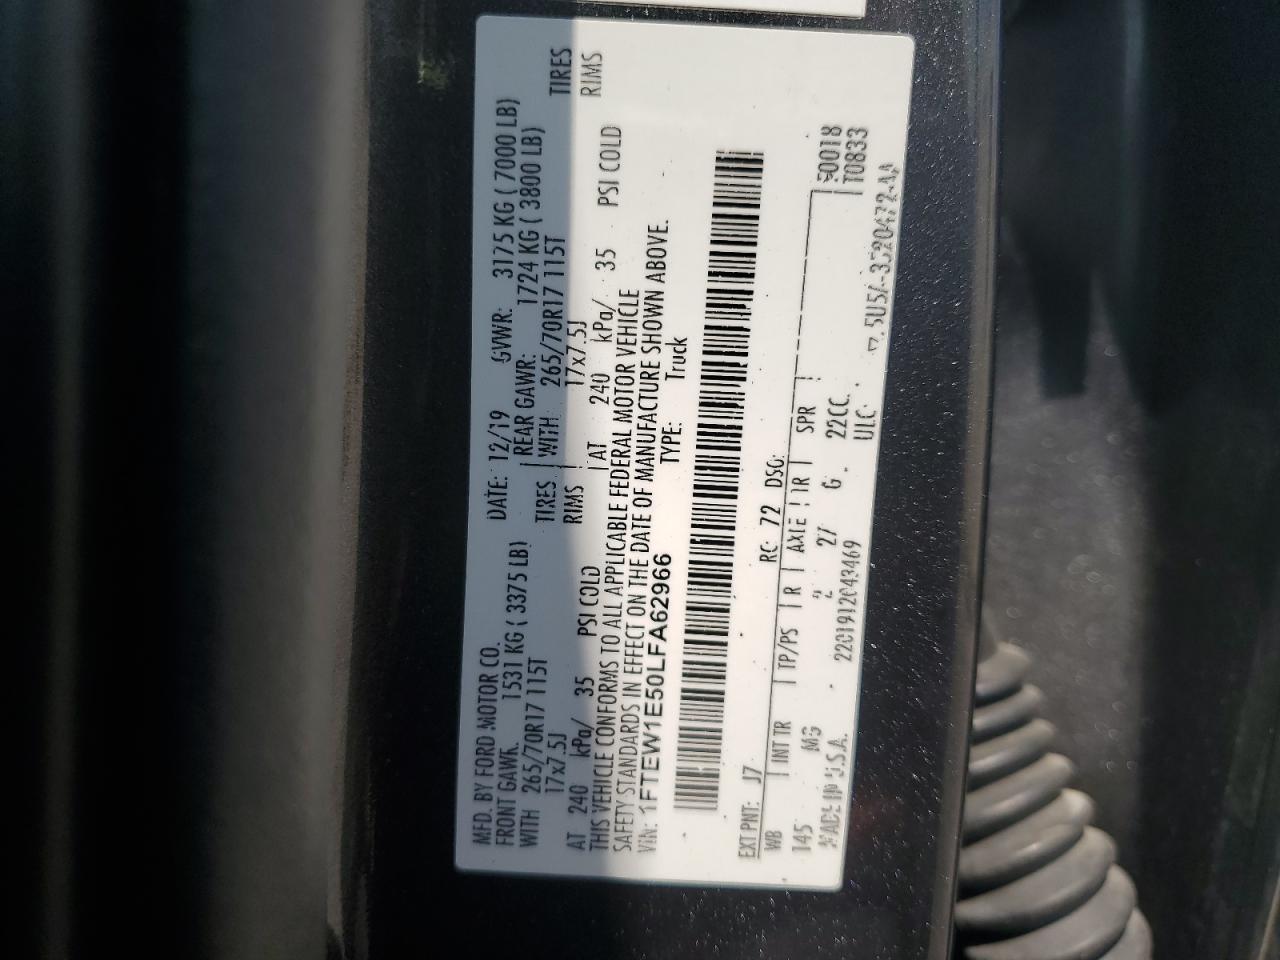 MFD. BY FORD MOTOR CO. DATE: 12/19 GVWR: 3175 KG ( 7000 LB)
FRONT GAWR: 1531 KG ( 3375 LB) REAR GAWR: 1724 KG ( 3800 LB)
WITH 265/70R17 115T TIRES WITH: 265/70R17 115T TIRES
17x7.5J RIMS 17x7.5J RIMS
AT 240 kPa/ 35 PSI COLD AT 240 kPa/ 35 PSI COLD
THIS VEHICLE CONFORMS TO ALL APPLICABLE FEDERAL MOTOR VEHICLE
SAFETY STANDARDS IN EFFECT ON THE DATE OF MANUFACTURE SHOWN ABOVE.
VIN: 1FTEW1E50LFA62966 TYPE: Truck
EXT PNT: J7 RC: 72 DSO:
WB INT TR TP/PS R AXLE TR SPR
145 MG 2 27 G 22CC
MADE IN U.S.A. ULC
T0833